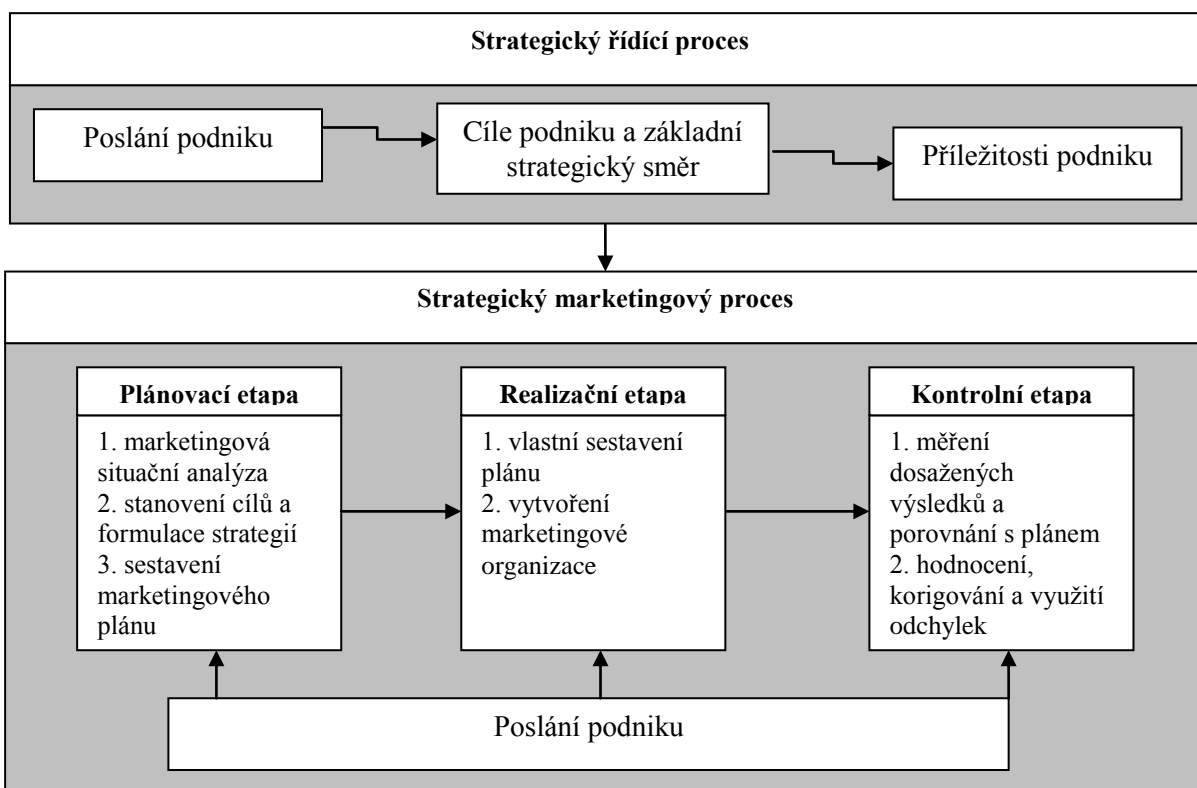 Strategický řídící proces
Poslání podniku
Cíle podniku a základní
strategický směr
Příležitosti podniku
Strategický marketingový proces
Plánovací etapa
1. marketingová
situační analýza
2. stanovení cílů a
formulace strategií
3. sestavení
marketingového
plánu
Realizační etapa
1. vlastní sestavení
plánu
2. vytvoření
marketingové
organizace
Kontrolní etapa
1. měření
dosažených
výsledků a
porovnání s plánem
2. hodnocení,
korigování a využití
odchylek
Poslání podniku